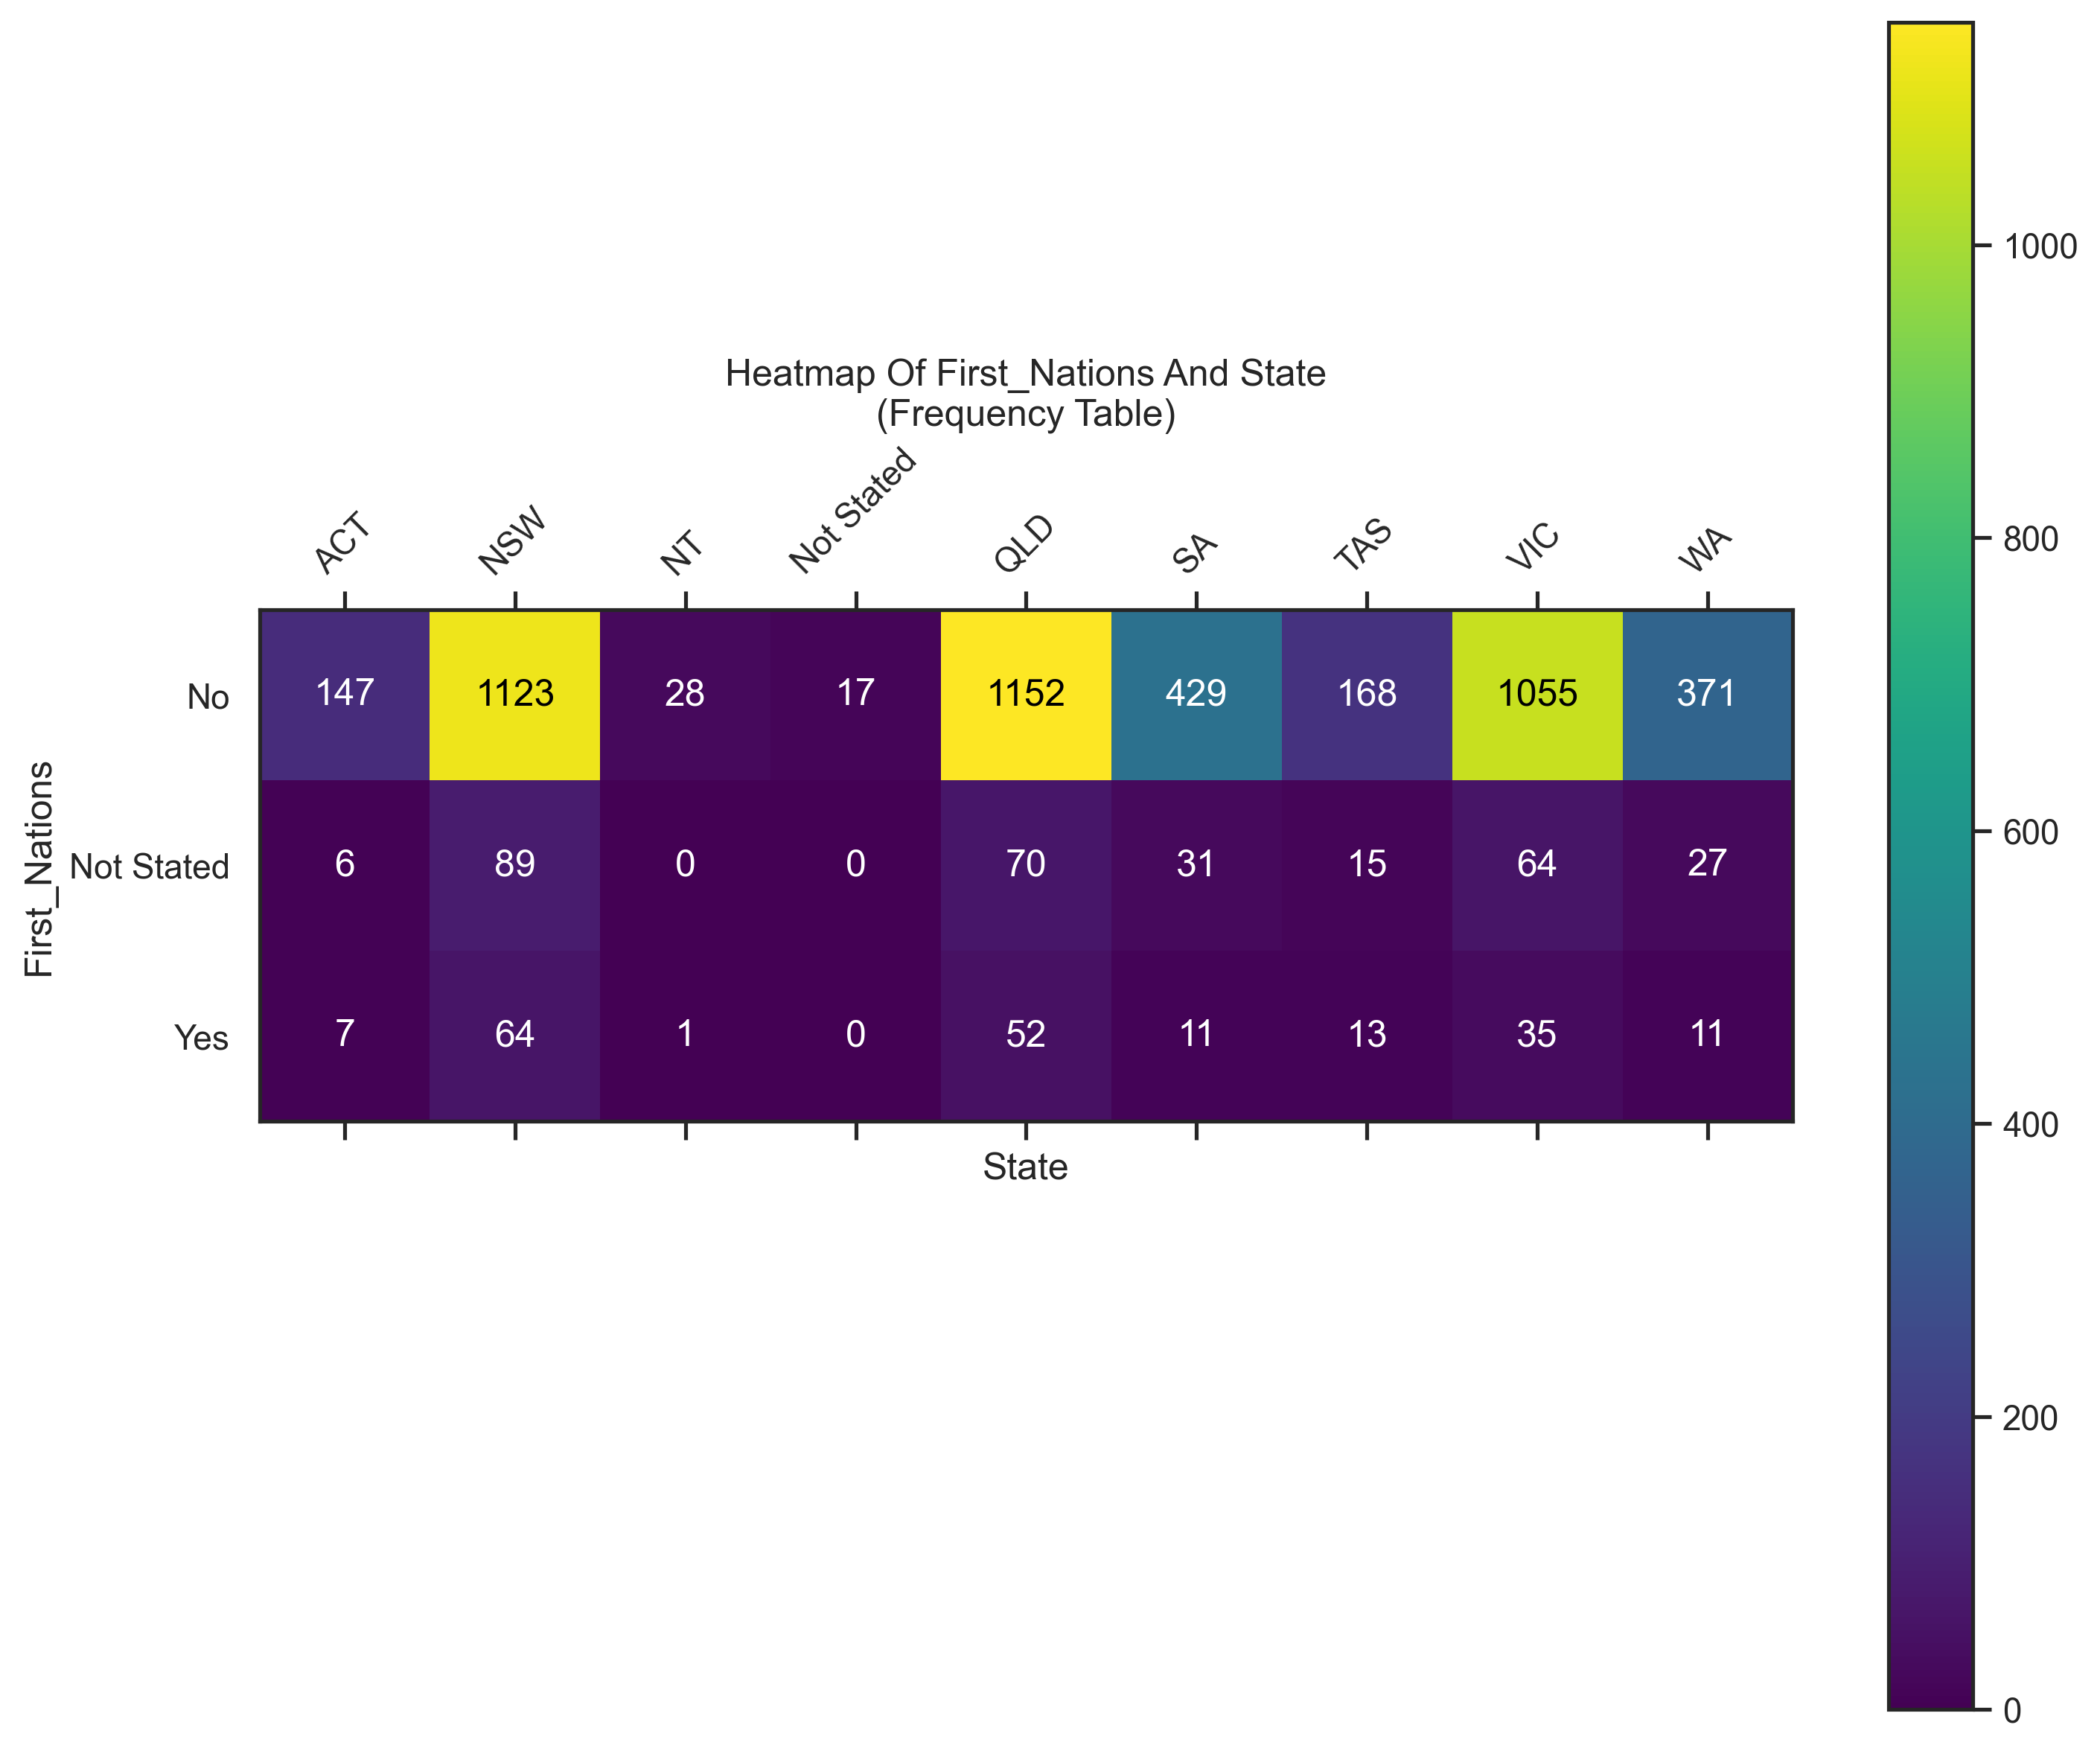 Heatmap Of First_Nations And State
(Frequency Table)
ACT NSW NT Not Stated QLD SA TAS VIC WA
No 147 1123 28 17 1152 429 168 1055 371
Not Stated 6 89 0 0 70 31 15 64 27
Yes 7 64 1 0 52 11 13 35 11
First_Nations
State
1000
800
600
400
200
0